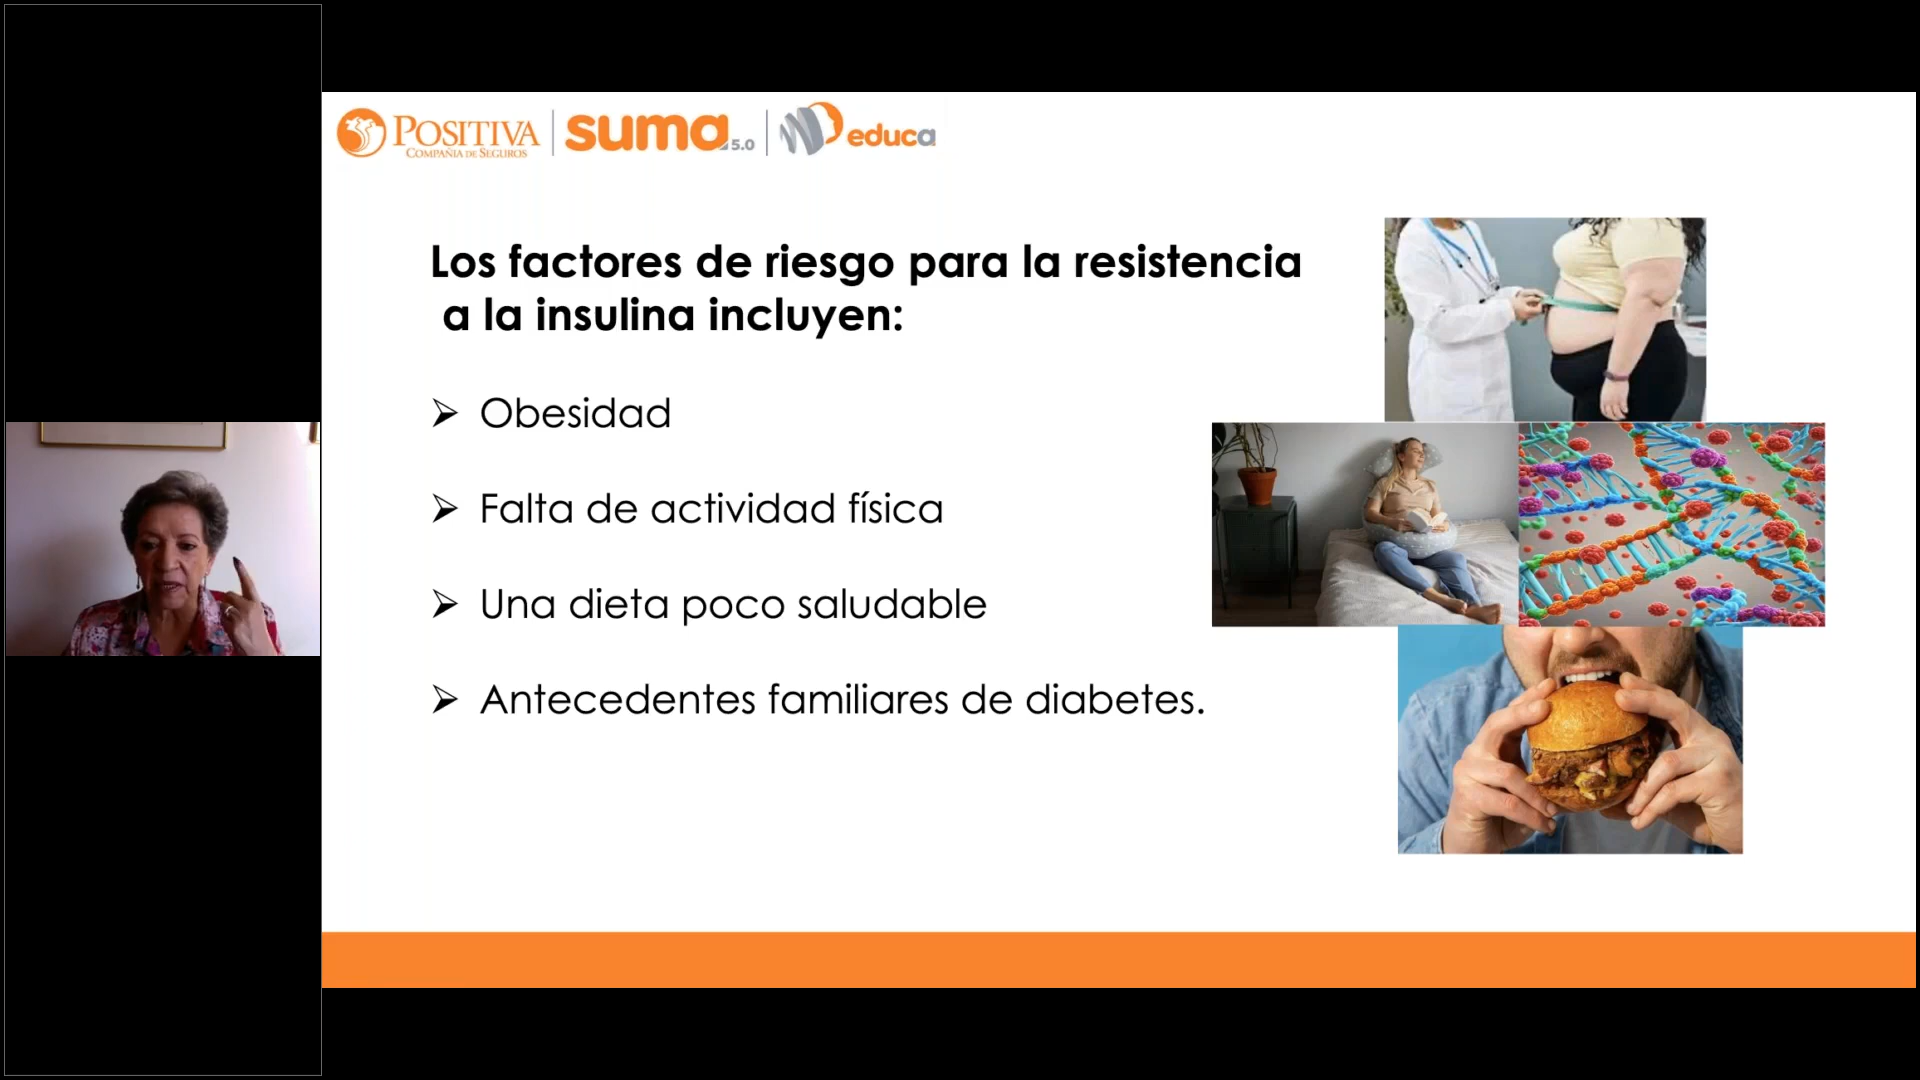 POSITIVA
COMPAÑIA DE SEGUROS
suma 5.0
educa
Los factores de riesgo para la resistencia
a la insulina incluyen:
➢ Obesidad
➢ Falta de actividad física
➢ Una dieta poco saludable
➢ Antecedentes familiares de diabetes.